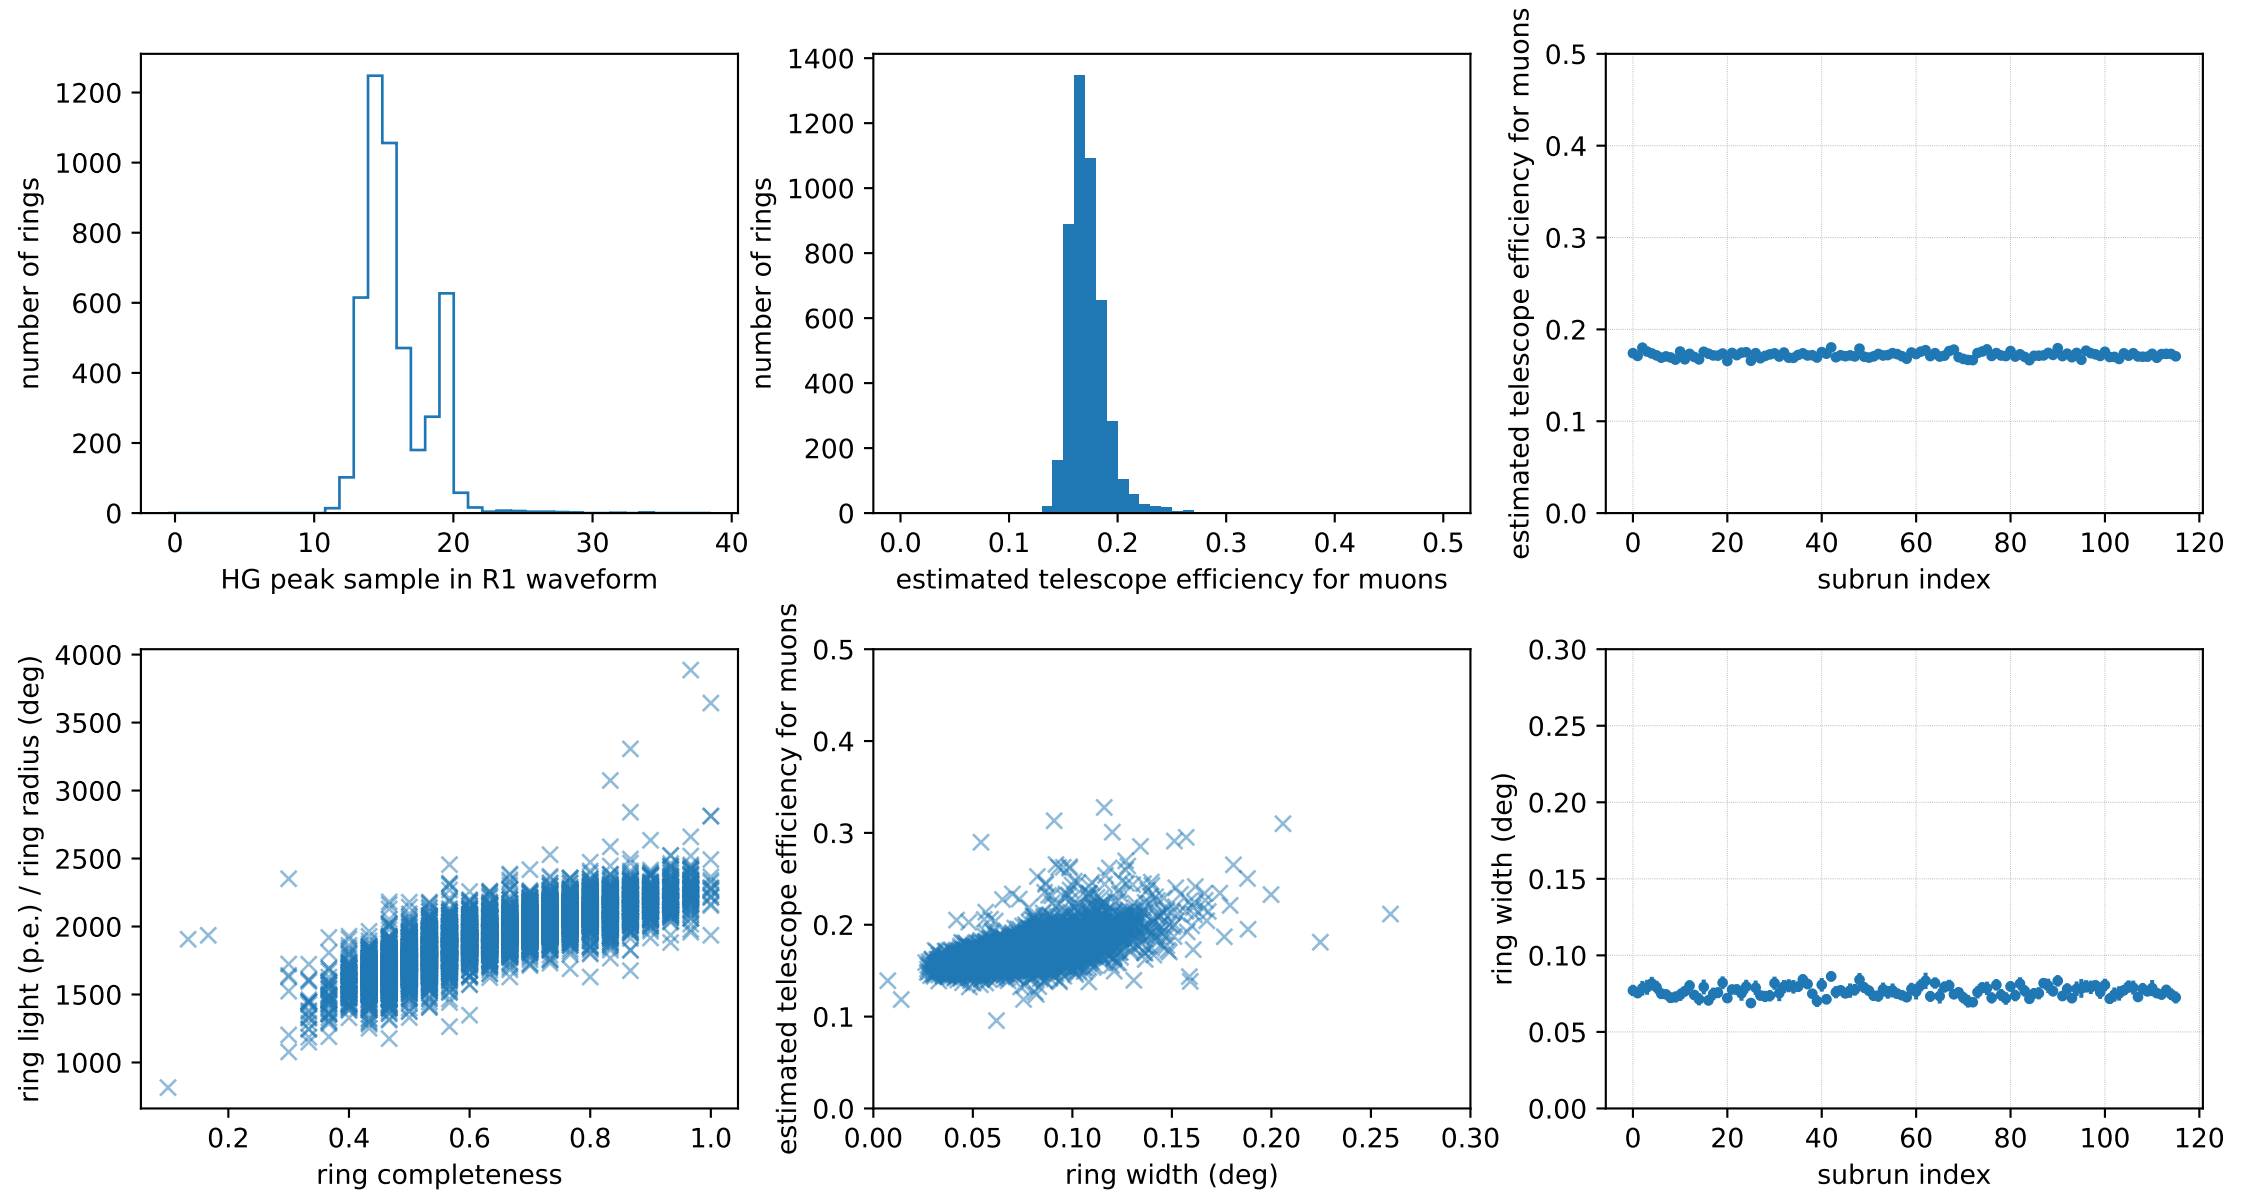 number of rings
1200
1000
800
600
400
200
0
0 10 20 30 40
HG peak sample in R1 waveform
number of rings
1400
1200
1000
800
600
400
200
0
0.0 0.1 0.2 0.3 0.4 0.5
estimated telescope efficiency for muons
estimated telescope efficiency for muons
0.5
0.4
0.3
0.2
0.1
0.0
0 20 40 60 80 100 120
subrun index
ring light (p.e.) / ring radius (deg)
4000
3500
3000
2500
2000
1500
1000
0.2 0.4 0.6 0.8 1.0
ring completeness
estimated telescope efficiency for muons
0.5
0.4
0.3
0.2
0.1
0.0
0.00 0.05 0.10 0.15 0.20 0.25 0.30
ring width (deg)
ring width (deg)
0.30
0.25
0.20
0.15
0.10
0.05
0.00
0 20 40 60 80 100 120
subrun index